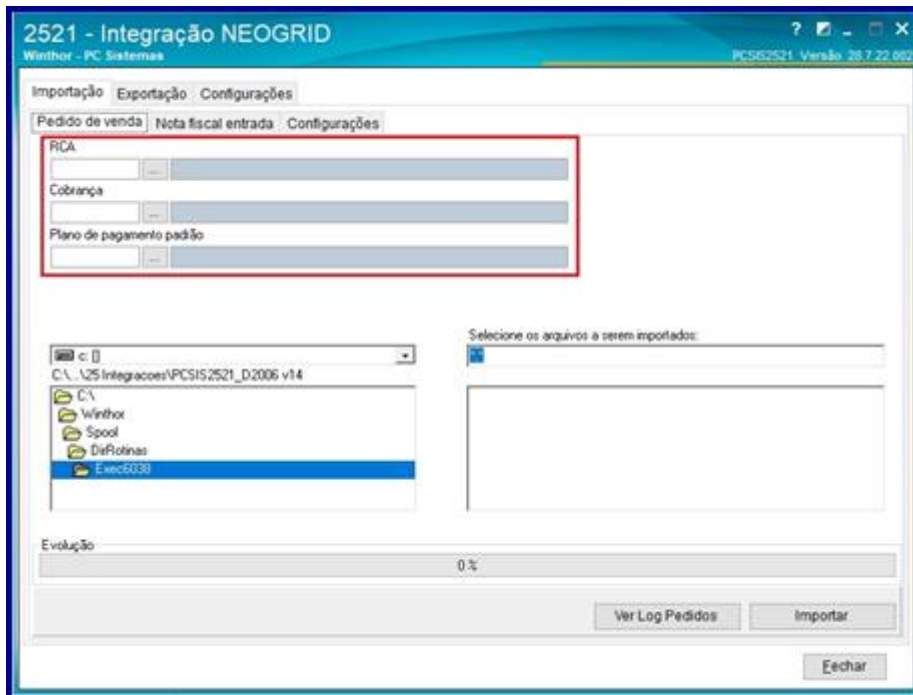 2521 - Integração NEOGRID
Winthor - PC Sistemas
PCSIS2521 Versão 28.7.22.002
Importação Exportação Configurações
Pedido de venda Nota fiscal entrada Configurações
RCA
...
Cobrança
...
Plano de pagamento padrão
...
Selecione os arquivos a serem importados:
c: []
*.*
C:\...\25 Integracoes\PCSIS2521_D2006 v14
C:\
Winthor
Spool
DirRotinas
Exec6038
Evolução
0 %
Ver Log Pedidos Importar
Fechar